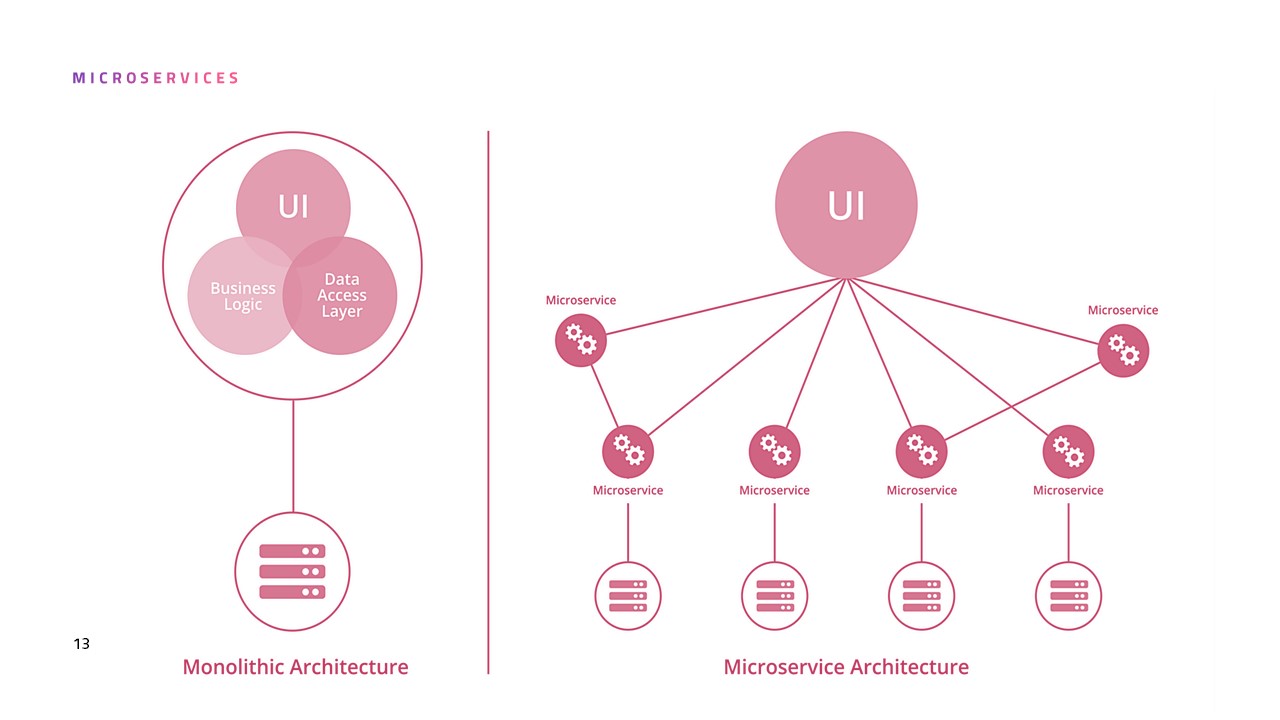 MICROSERVICES
UI
Business
Logic
Data
Access
Layer
Monolithic Architecture
UI
Microservice
Microservice
Microservice
Microservice
Microservice
Microservice
Microservice Architecture
13